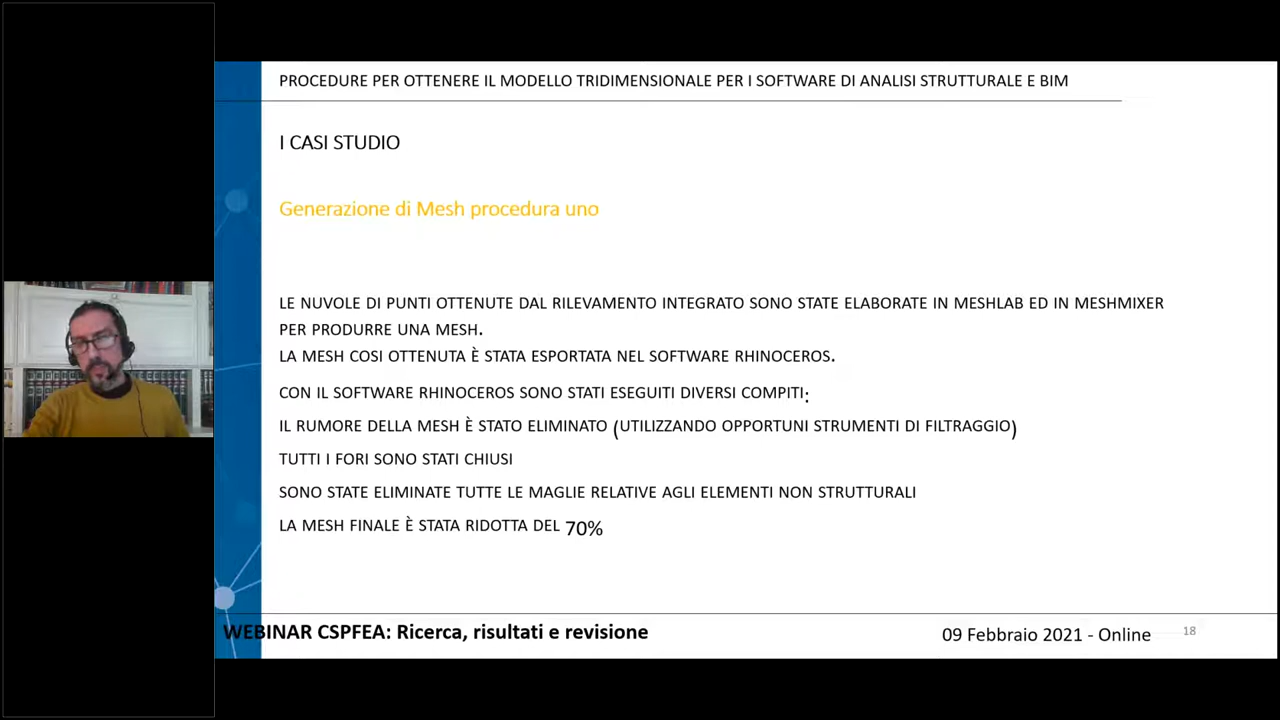 PROCEDURE PER OTTENERE IL MODELLO TRIDIMENSIONALE PER I SOFTWARE DI ANALISI STRUTTURALE E BIM
I CASI STUDIO
Generazione di Mesh procedura uno
LE NUVOLE DI PUNTI OTTENUTE DAL RILEVAMENTO INTEGRATO SONO STATE ELABORATE IN MESHLAB ED IN MESHMIXER
PER PRODURRE UNA MESH.
LA MESH COSI OTTENUTA È STATA ESPORTATA NEL SOFTWARE RHINOCEROS.
CON IL SOFTWARE RHINOCEROS SONO STATI ESEGUITI DIVERSI COMPITI:
IL RUMORE DELLA MESH È STATO ELIMINATO (UTILIZZANDO OPPORTUNI STRUMENTI DI FILTRAGGIO)
TUTTI I FORI SONO STATI CHIUSI
SONO STATE ELIMINATE TUTTE LE MAGLIE RELATIVE AGLI ELEMENTI NON STRUTTURALI
LA MESH FINALE È STATA RIDOTTA DEL 70%
WEBINAR CSPFEA: Ricerca, risultati e revisione
09 Febbraio 2021 - Online
18